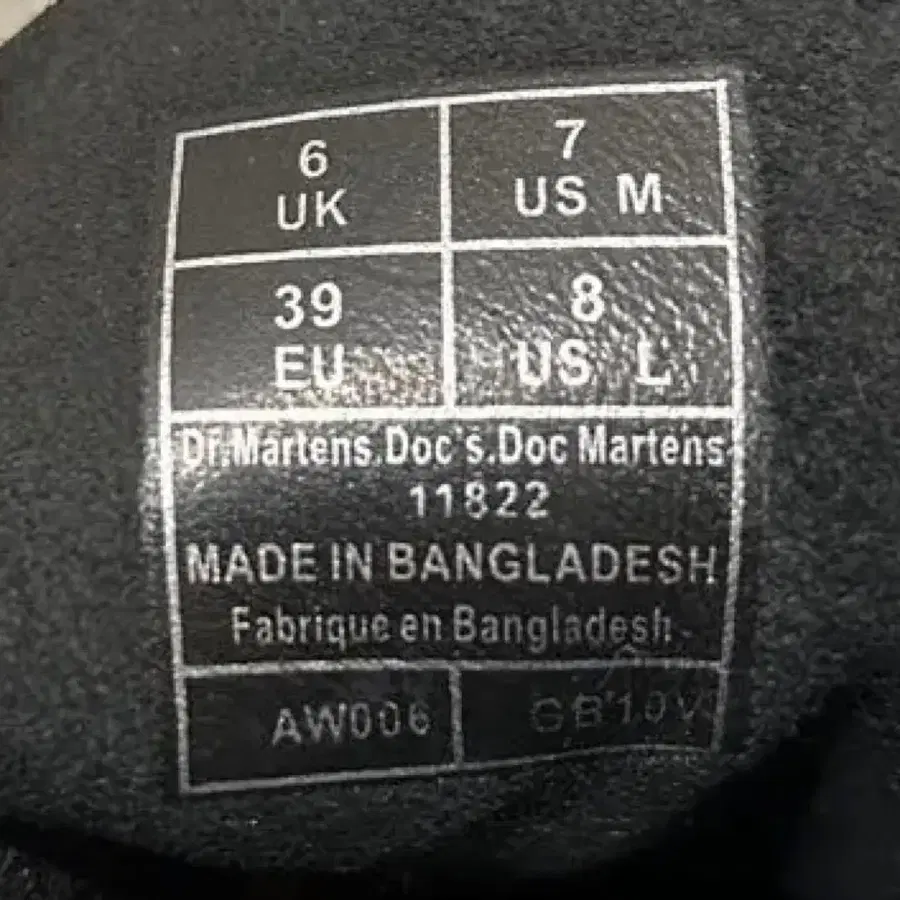 6
UK
7
US M
39
EU
8
US L
Dr.Martens.Doc's.Doc Martens
11822
MADE IN BANGLADESH
Fabrique en Bangladesh
AW006